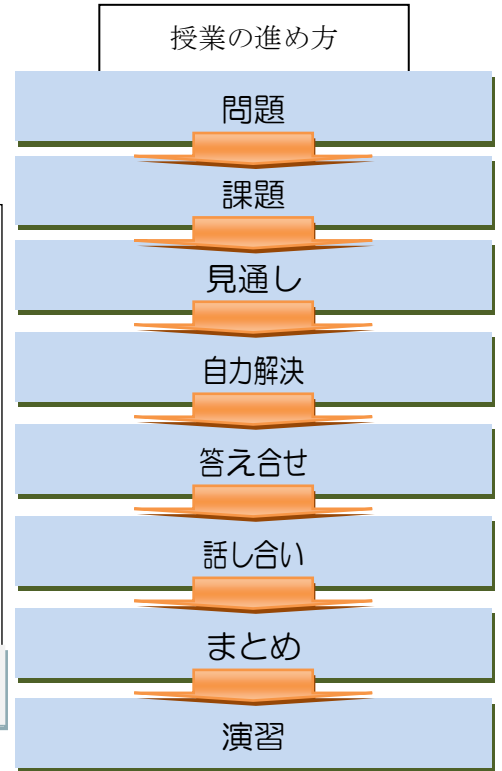 授業の進め方
問題
課題
見通し
自力解決
答え合せ
話し合い
まとめ
演習